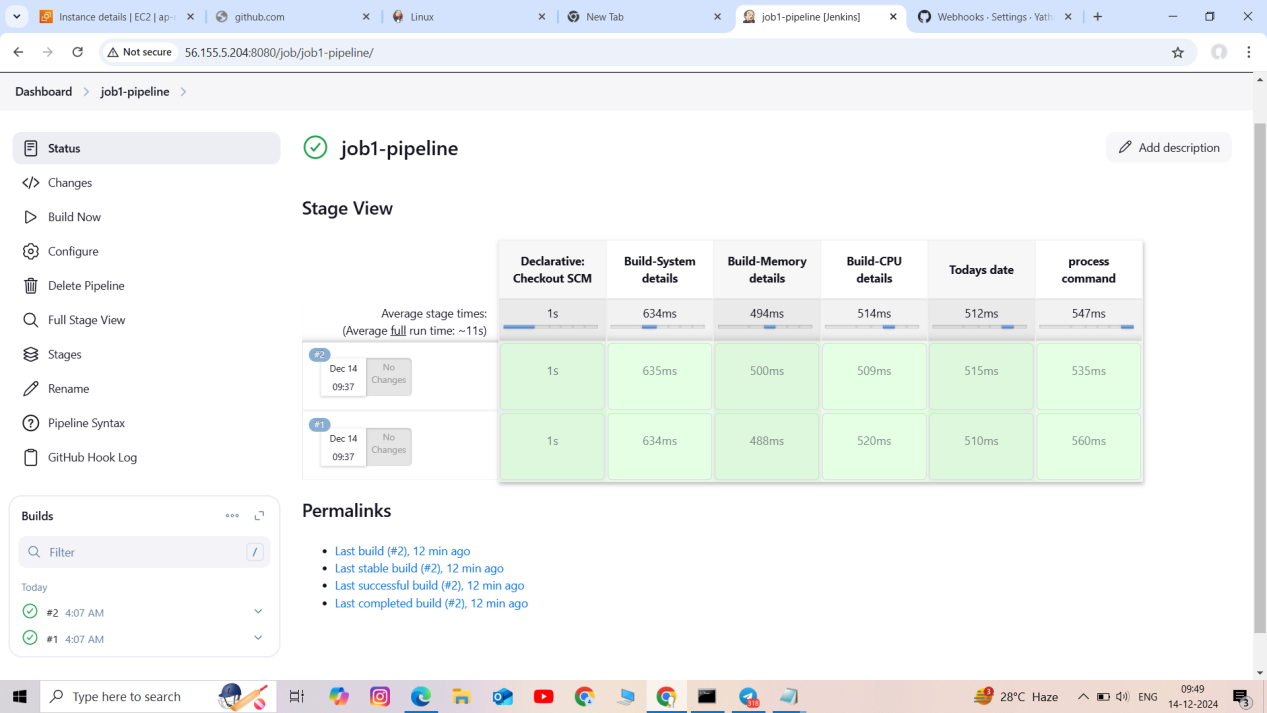 Instance details | EC2 | ap-
github.com
Linux
New Tab
job1-pipeline [Jenkins]
Webhooks · Settings · Yath
Not secure
56.155.5.204:8080/job/job1-pipeline/
Dashboard
job1-pipeline
Status
Changes
Build Now
Configure
Delete Pipeline
Full Stage View
Stages
Rename
Pipeline Syntax
GitHub Hook Log
Builds
Filter
/
Today
#2 4:07 AM
#1 4:07 AM
job1-pipeline
Add description
Stage View
Declarative:
Checkout SCM
Build-System
details
Build-Memory
details
Build-CPU
details
Todays date
process
command
Average stage times:
(Average full run time: ~11s)
1s
634ms
494ms
514ms
512ms
547ms
#2
Dec 14
09:37
No
Changes
1s
635ms
500ms
509ms
515ms
535ms
#1
Dec 14
09:37
No
Changes
1s
634ms
488ms
520ms
510ms
560ms
Permalinks
Last build (#2), 12 min ago
Last stable build (#2), 12 min ago
Last successful build (#2), 12 min ago
Last completed build (#2), 12 min ago
Type here to search
318
3
28°C Haze
ENG
09:49
14-12-2024
3